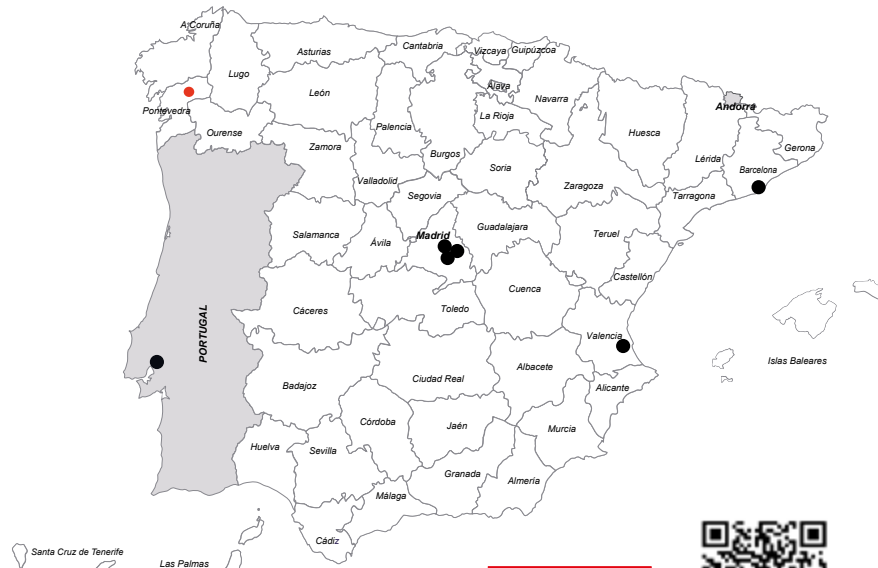 A Coruña
Asturias
Cantabria
Vizcaya
Guipúzcoa
Lugo
León
Álava
Navarra
Pontevedra
Ourense
Palencia
La Rioja
Huesca
Andorra
Gerona
Zamora
Burgos
Soria
Lérida
Barcelona
Valladolid
Segovia
Zaragoza
Tarragona
Salamanca
Ávila
Madrid
Guadalajara
Teruel
Castellón
Cuenca
Cáceres
Toledo
PORTUGAL
Valencia
Islas Baleares
Badajoz
Ciudad Real
Albacete
Alicante
Córdoba
Jaén
Murcia
Huelva
Sevilla
Granada
Almería
Málaga
Cádiz
Santa Cruz de Tenerife
Las Palmas